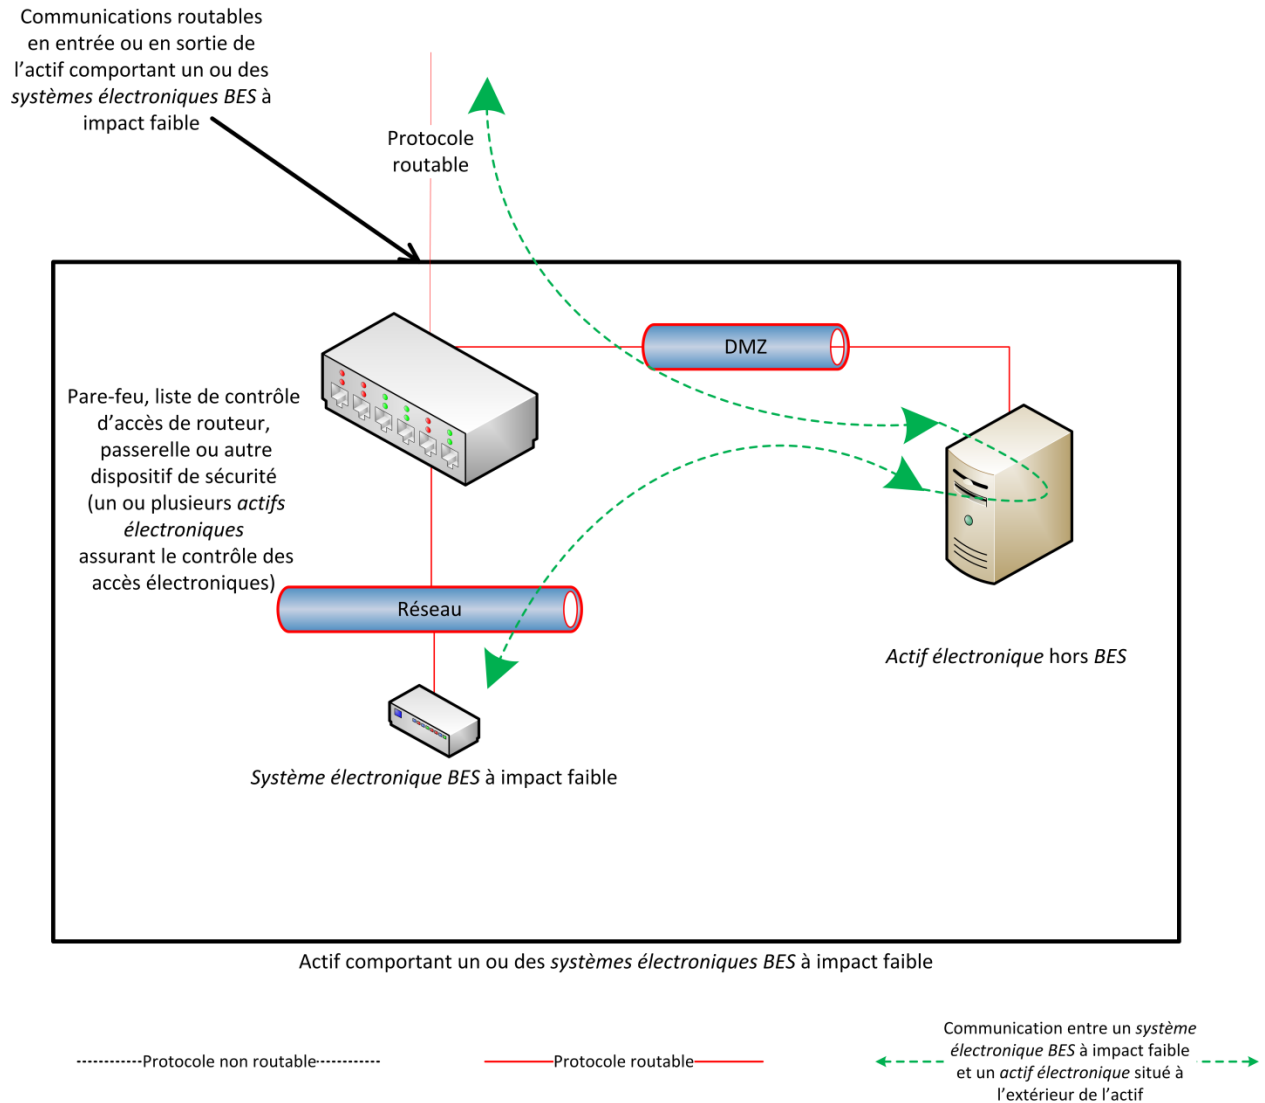 Communications routables
en entrée ou en sortie de
l’actif comportant un ou des
systèmes électroniques BES à
impact faible
Protocole
routable
DMZ
Pare-feu, liste de contrôle
d’accès de routeur,
passerelle ou autre
dispositif de sécurité
(un ou plusieurs actifs
électroniques
assurant le contrôle des
accès électroniques)
Réseau
Actif électronique hors BES
Système électronique BES à impact faible
Actif comportant un ou des systèmes électroniques BES à impact faible
Protocole non routable
Protocole routable
Communication entre un système
électronique BES à impact faible
et un actif électronique situé à
l’extérieur de l’actif